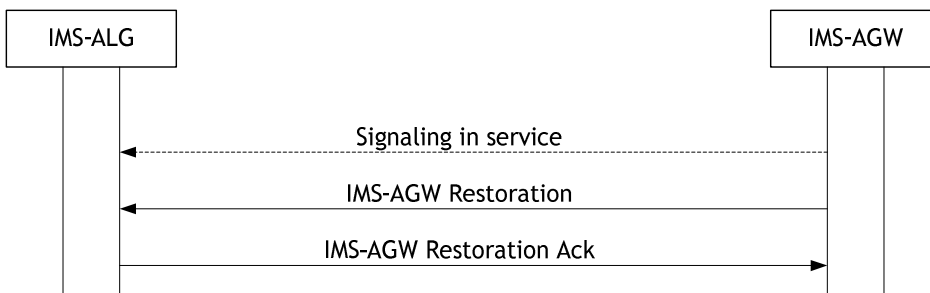 IMS-ALG
IMS-AGW
Signaling in service
IMS-AGW Restoration
IMS-AGW Restoration Ack